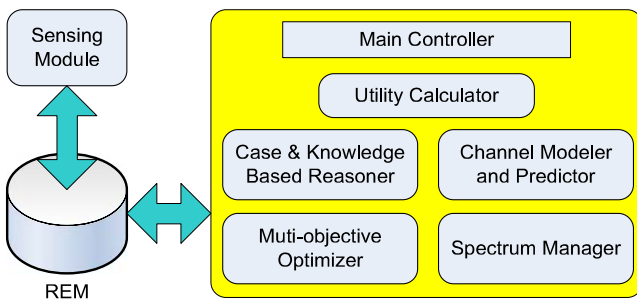 Sensing
Module
REM
Main Controller
Utility Calculator
Case & Knowledge
Based Reasoner
Channel Modeler
and Predictor
Muti-objective
Optimizer
Spectrum Manager